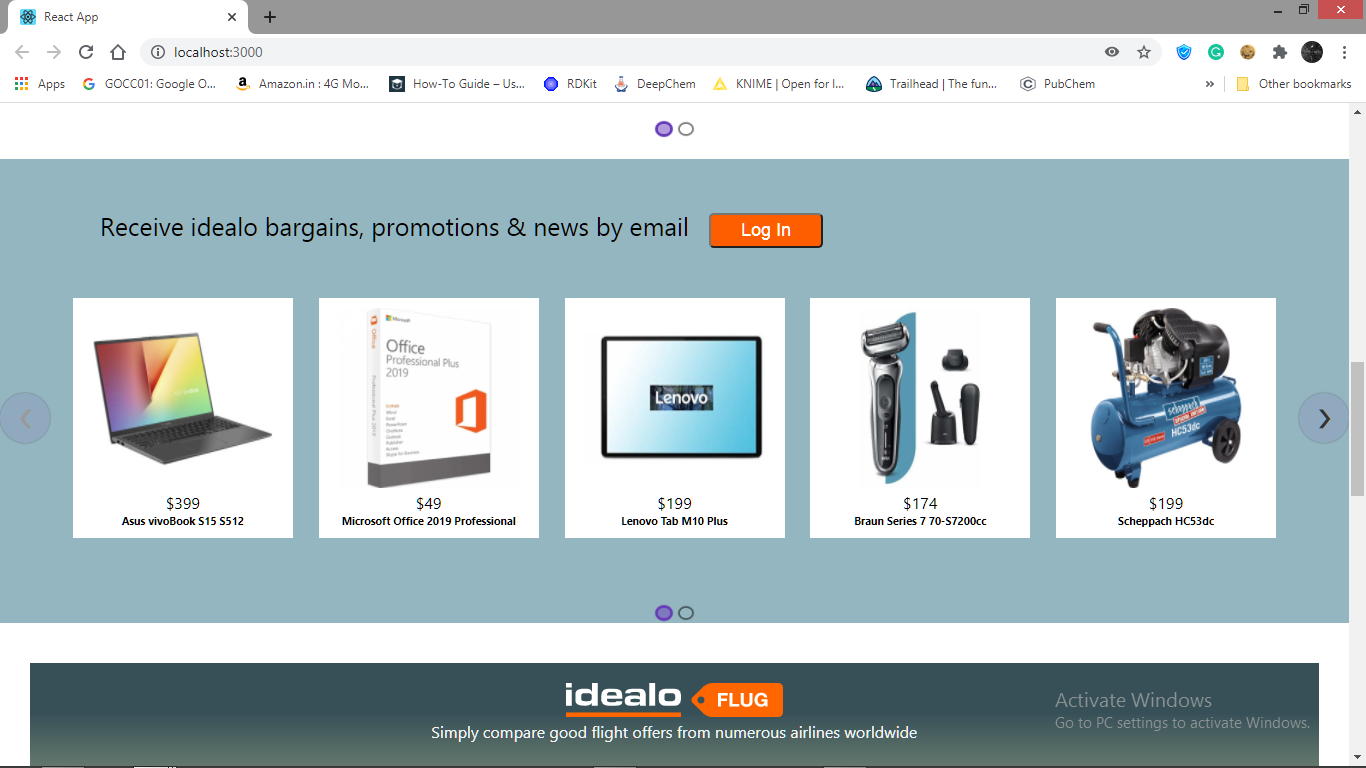 React App
localhost:3000
Apps
GOCC01: Google O...
Amazon.in : 4G Mo...
How-To Guide – Us...
RDKit
DeepChem
KNIME | Open for I...
Trailhead | The fun...
PubChem
»
Other bookmarks
Receive idealo bargains, promotions & news by email
Log In
Microsoft
Office
Professional Plus
2019
Office
Lenovo
scheppach
HC53dc
$399
Asus vivoBook S15 S512
$49
Microsoft Office 2019 Professional
$199
Lenovo Tab M10 Plus
$174
Braun Series 7 70-S7200cc
$199
Scheppach HC53dc
idealo FLUG
Simply compare good flight offers from numerous airlines worldwide
Activate Windows
Go to PC settings to activate Windows.